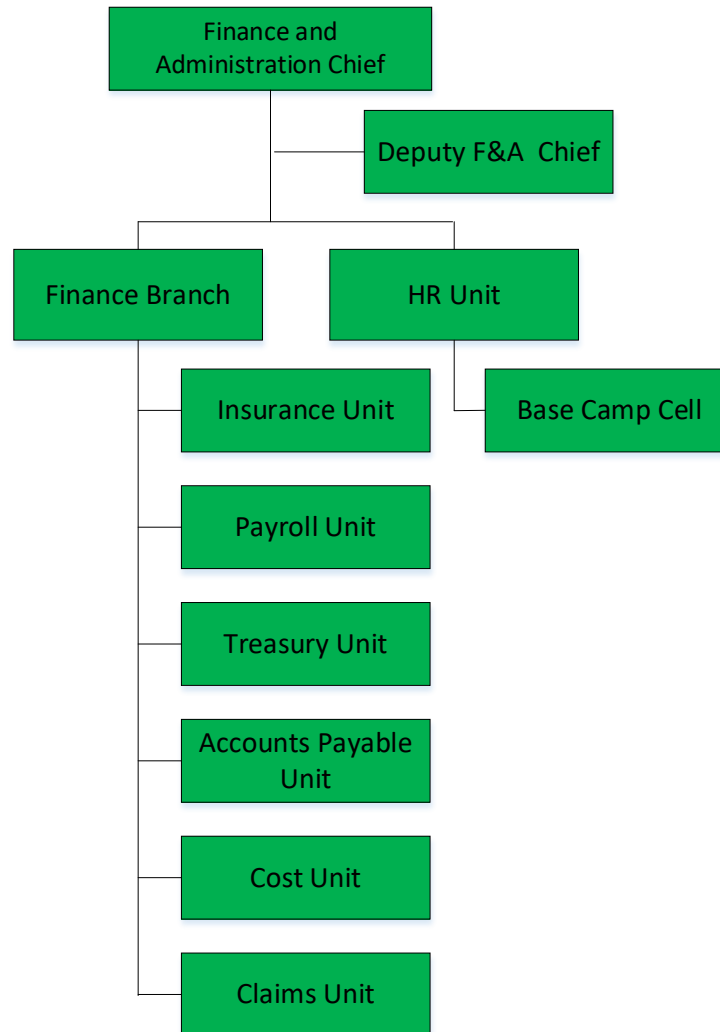 Finance and
Administration Chief
Deputy F&A  Chief
Finance Branch
HR Unit
Insurance Unit
Base Camp Cell
Payroll Unit
Treasury Unit
Accounts Payable
Unit
Cost Unit
Claims Unit